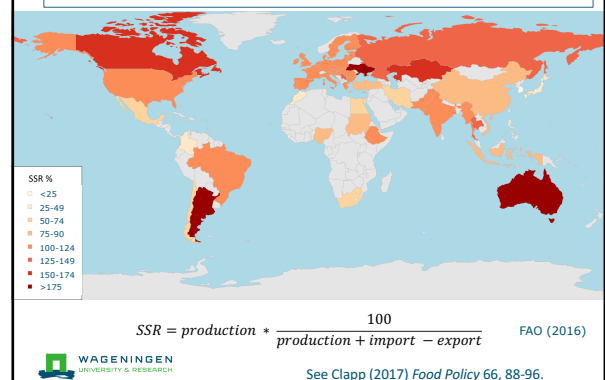 SSR %
<25
25-49
50-74
75-90
100-124
125-149
150-174
>175
SSR = production * 100 / production + import − export
FAO (2016)
WAGENINGEN
UNIVERSITY & RESEARCH
See Clapp (2017) Food Policy 66, 88-96.